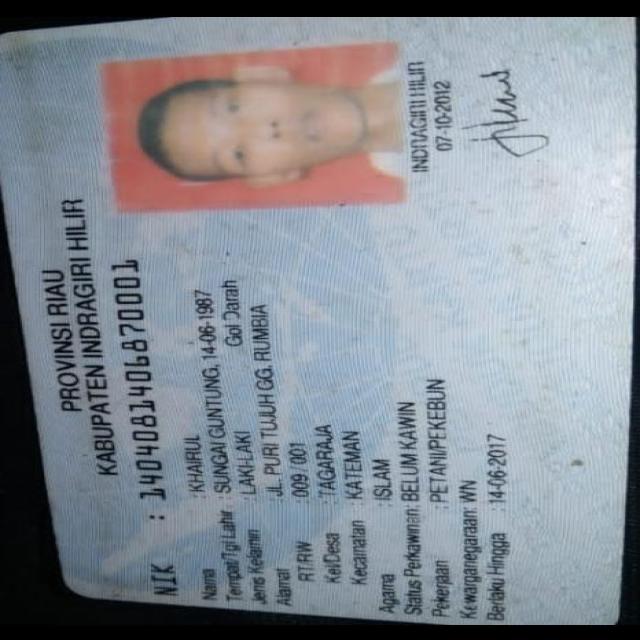 PROVINSI RIAU
KABUPATEN INDRAGIRI HILIR
NIK : 1404081406870001
Nama : KHAIRUL
Tempat/Tgl Lahir : SUNGAI GUNTUNG, 14-06-1987
Jenis Kelamin : LAKI-LAKI Gol Darah
Alamat : JL PURI TUJUH GG. RUMBIA
RT/RW : 009 / 001
Kel/Desa : TAGARAJA
Kecamatan : KATEMAN
Agama : ISLAM
Status Perkawinan: BELUM KAWIN
Pekerjaan : PETANI/PEKEBUN
Kewarganegaraan: WNI
Berlaku Hingga : 14-06-2017
INDRAGIRI HILIR
07-10-2012